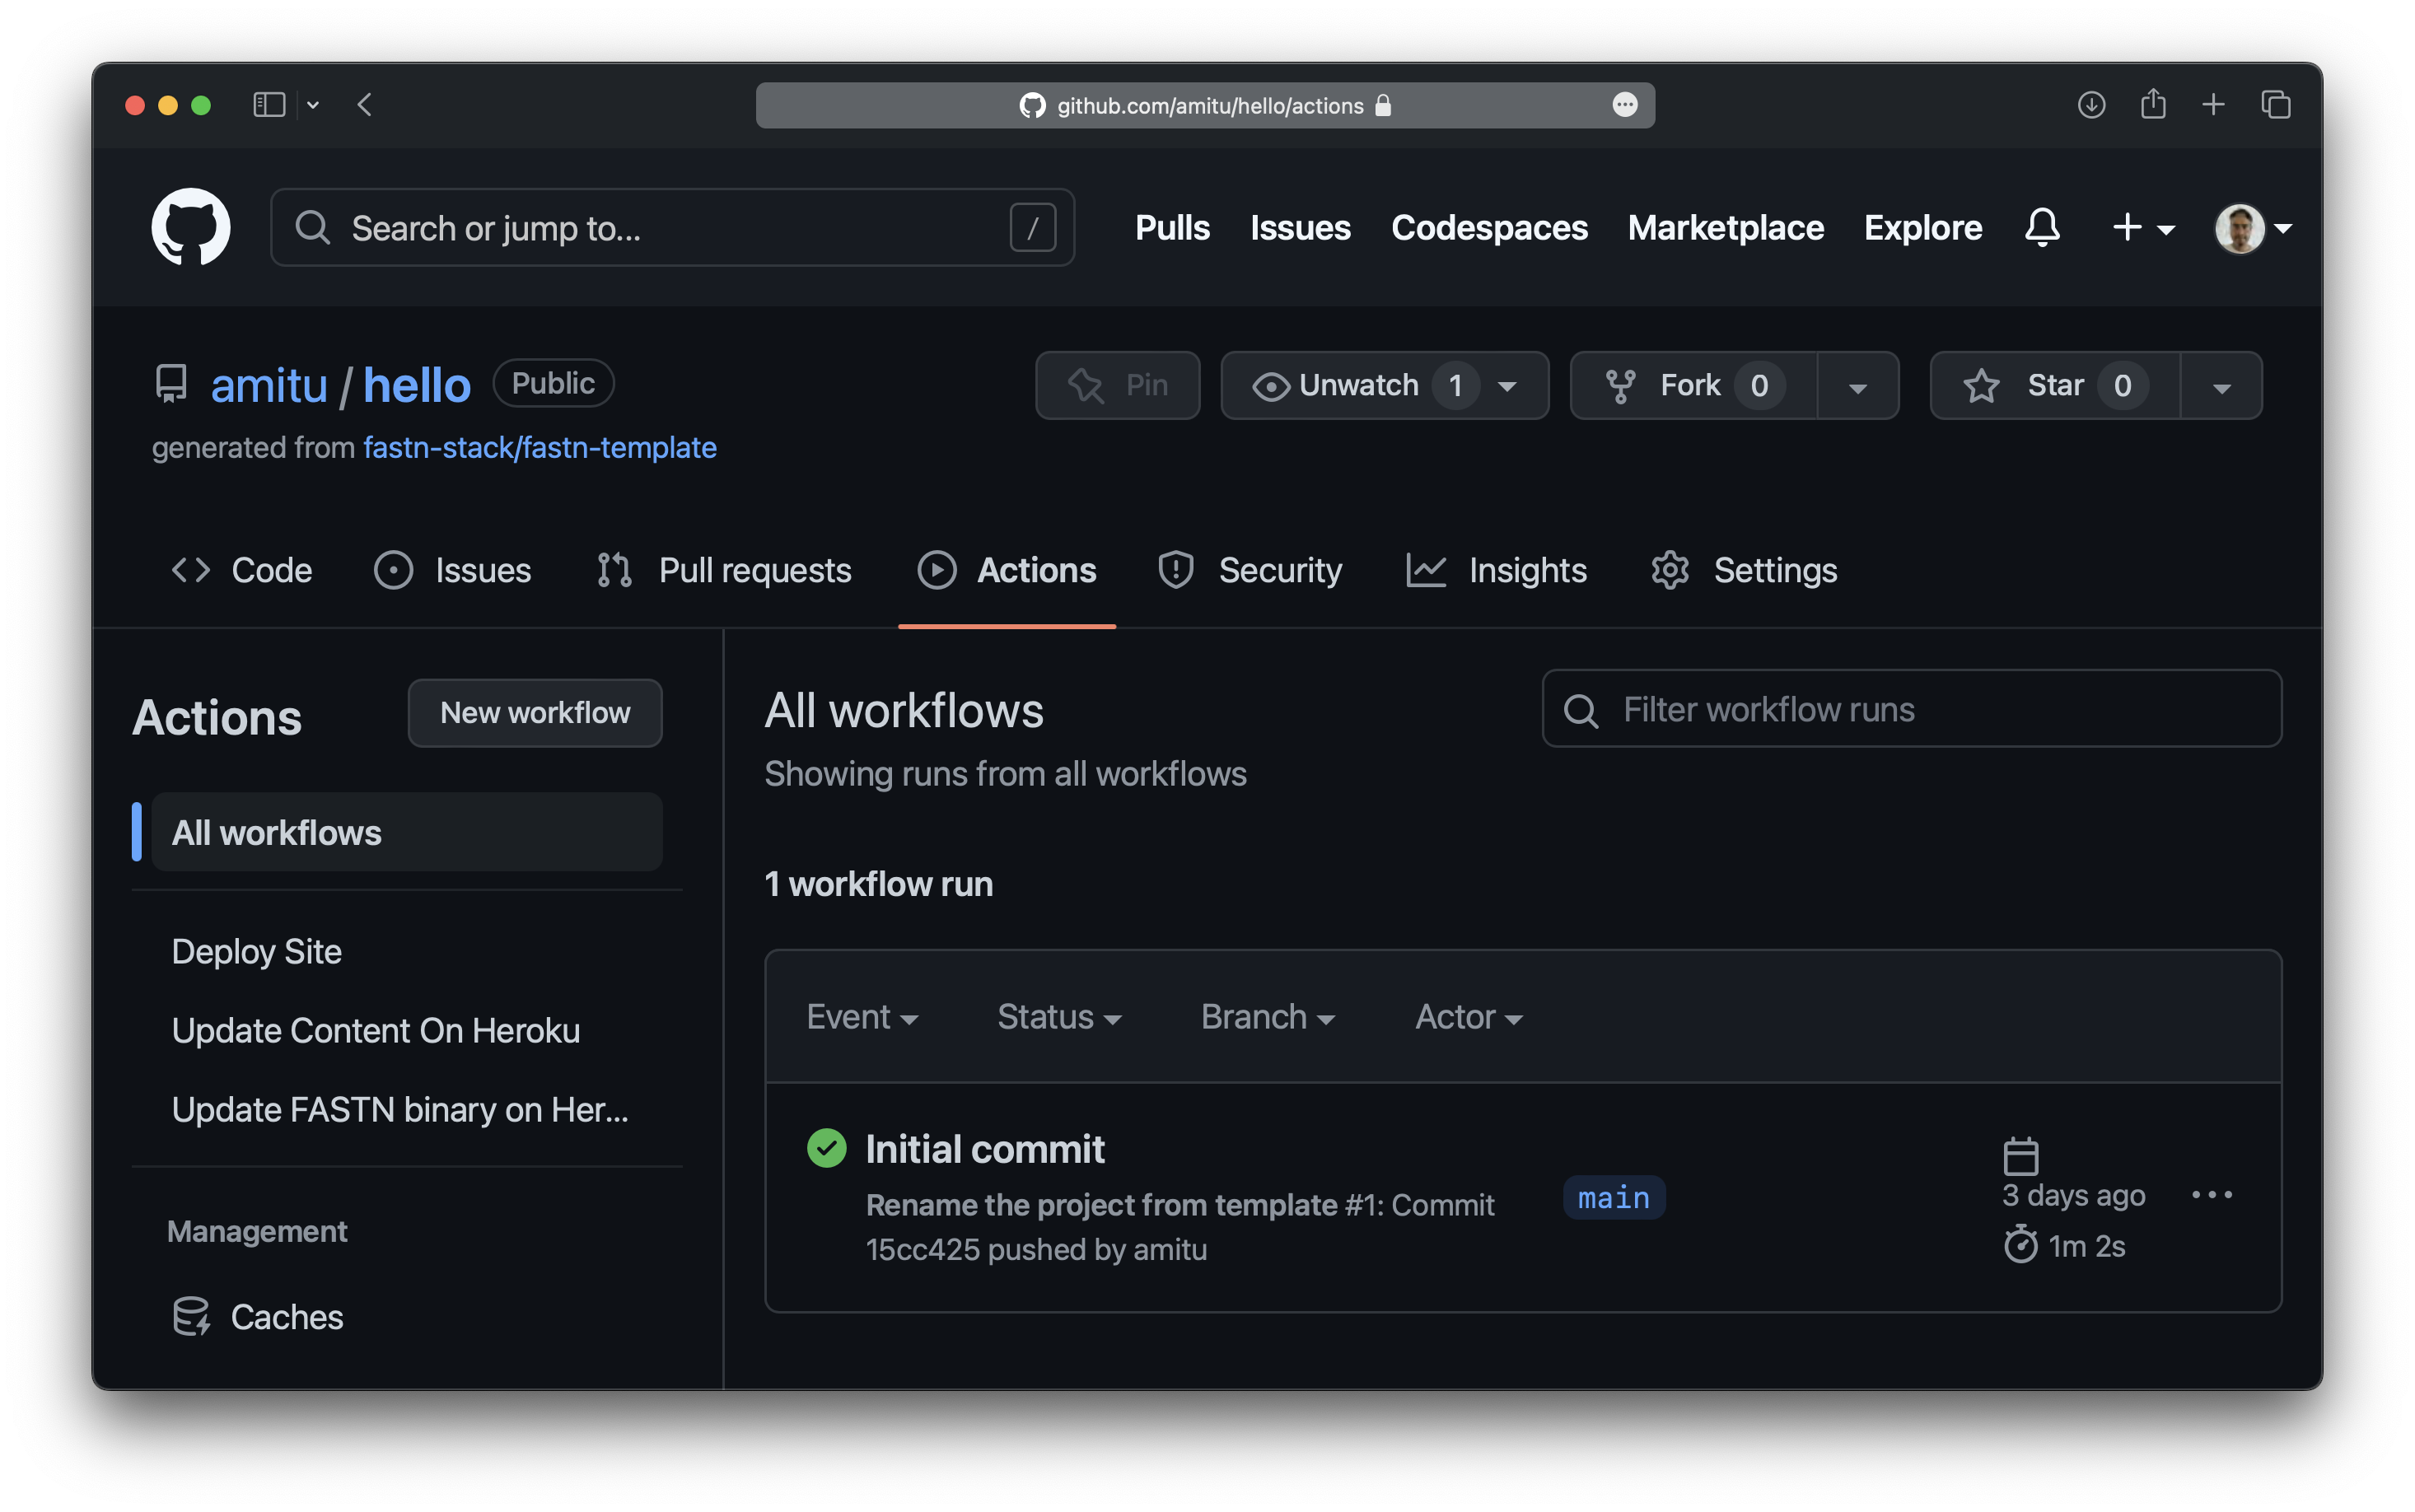 github.com/amitu/hello/actions
Search or jump to... /
Pulls Issues Codespaces Marketplace Explore
amitu / hello Public
Pin Unwatch 1 Fork 0 Star 0
generated from fastn-stack/fastn-template
Code Issues Pull requests Actions Security Insights Settings
Actions New workflow
All workflows
Deploy Site
Update Content On Heroku
Update FASTN binary on Her...
Management
Caches
All workflows
Filter workflow runs
Showing runs from all workflows
1 workflow run
Event Status Branch Actor
Initial commit
Rename the project from template #1: Commit
15cc425 pushed by amitu
main
3 days ago
1m 2s